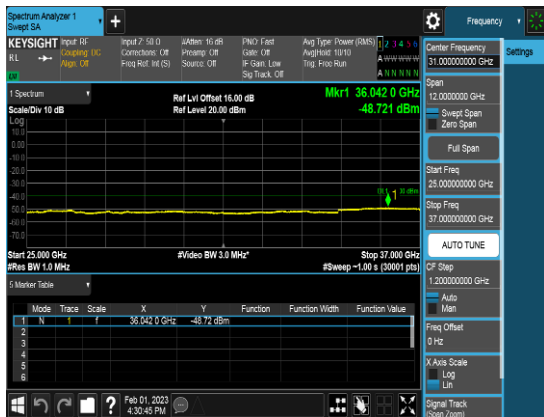 Spectrum Analyzer 1
Swept SA
Frequency
KEYSIGHT
Input: RF
Coupling: DC
Align: Off
Input Z: 50 Ω
Corrections: Off
Freq Ref: Int (S)
#Atten: 16 dB
Preamp: Off
Source: Off
PNO: Fast
Gate: Off
IF Gain: Low
Sig Track: Off
Avg Type: Power (RMS)
Avg|Hold: 10/10
Trig: Free Run
1 2 3 4 5 6
A W W W W W
A N N N N N
RL
1 Spectrum
Scale/Div 10 dB
Ref Lvl Offset 16.00 dB
Ref Level 20.00 dBm
Mkr1 36.042 0 GHz
-48.721 dBm
Log
10.0
0.00
-10.0
-20.0
-30.0
-40.0
-50.0
-60.0
-70.0
1
Start 25.000 GHz
#Res BW 1.0 MHz
#Video BW 3.0 MHz*
Stop 37.000 GHz
#Sweep ~1.00 s (30001 pts)
5 Marker Table
Mode Trace Scale X Y Function Function Width Function Value
1 N 1 f 36.042 0 GHz -48.72 dBm
2
3
4
5
6
Feb 01, 2023
4:30:45 PM
Center Frequency
31.000000000 GHz
Settings
Span
12.0000000 GHz
Swept Span
Zero Span
Full Span
Start Freq
25.000000000 GHz
Stop Freq
37.000000000 GHz
AUTO TUNE
CF Step
1.200000000 GHz
Auto
Man
Freq Offset
0 Hz
X Axis Scale
Log
Lin
Signal Track
(Span Zoom)